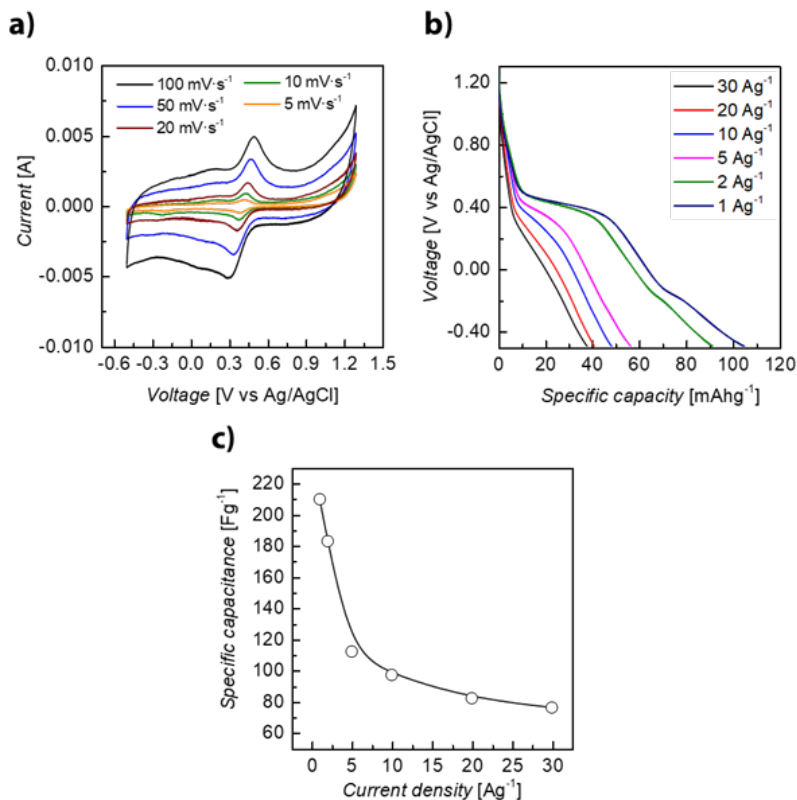 a)
0.010
0.005
0.000
-0.005
-0.010
Current [A]
100 mV·s⁻¹
50 mV·s⁻¹
20 mV·s⁻¹
10 mV·s⁻¹
5 mV·s⁻¹
-0.6 -0.3 0.0 0.3 0.6 0.9 1.2 1.5
Voltage [V vs Ag/AgCl]
b)
1.20
0.80
0.40
0.00
-0.40
Voltage [V vs Ag/AgCl]
30 Ag⁻¹
20 Ag⁻¹
10 Ag⁻¹
5 Ag⁻¹
2 Ag⁻¹
1 Ag⁻¹
0 20 40 60 80 100 120
Specific capacity [mAhg⁻¹]
c)
220
200
180
160
140
120
100
80
60
Specific capacitance [Fg⁻¹]
0 5 10 15 20 25 30
Current density [Ag⁻¹]